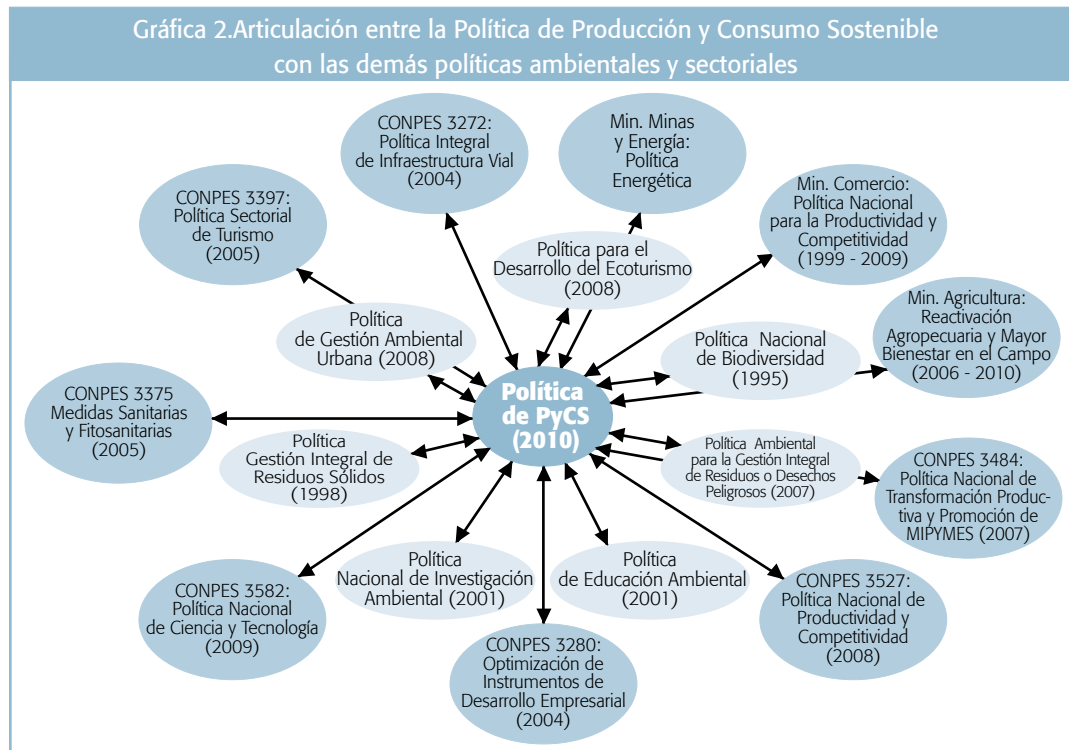 Gráfica 2.Articulación entre la Política de Producción y Consumo Sostenible
con las demás políticas ambientales y sectoriales
CONPES 3272:
Política Integral
de Infraestructura Vial
(2004)
Min. Minas
y Energía:
Política
Energética
CONPES 3397:
Política Sectorial
de Turismo
(2005)
Min. Comercio:
Política Nacional
para la Productividad y
Competitividad
(1999 - 2009)
Política para el
Desarrollo del Ecoturismo
(2008)
Política
de Gestión Ambiental
Urbana (2008)
Min. Agricultura:
Reactivación
Agropecuaria y Mayor
Bienestar en el Campo
(2006 - 2010)
Política Nacional
de Biodiversidad
(1995)
CONPES 3375
Medidas Sanitarias
y Fitosanitarias
(2005)
Política
de PyCS
(2010)
Política
Gestión Integral de
Residuos Sólidos
(1998)
Política Ambiental
para la Gestión Integral
de Residuos o Desechos
Peligrosos (2007)
CONPES 3484:
Política Nacional de
Transformación Produc-
tiva y Promoción de
MIPYMES (2007)
Política
Nacional de Investigación
Ambiental (2001)
Política
de Educación Ambiental
(2001)
CONPES 3582:
Política Nacional
de Ciencia y Tecnología
(2009)
CONPES 3527:
Política Nacional de
Productividad y
Competitividad
(2008)
CONPES 3280:
Optimización de
Instrumentos de
Desarrollo Empresarial
(2004)